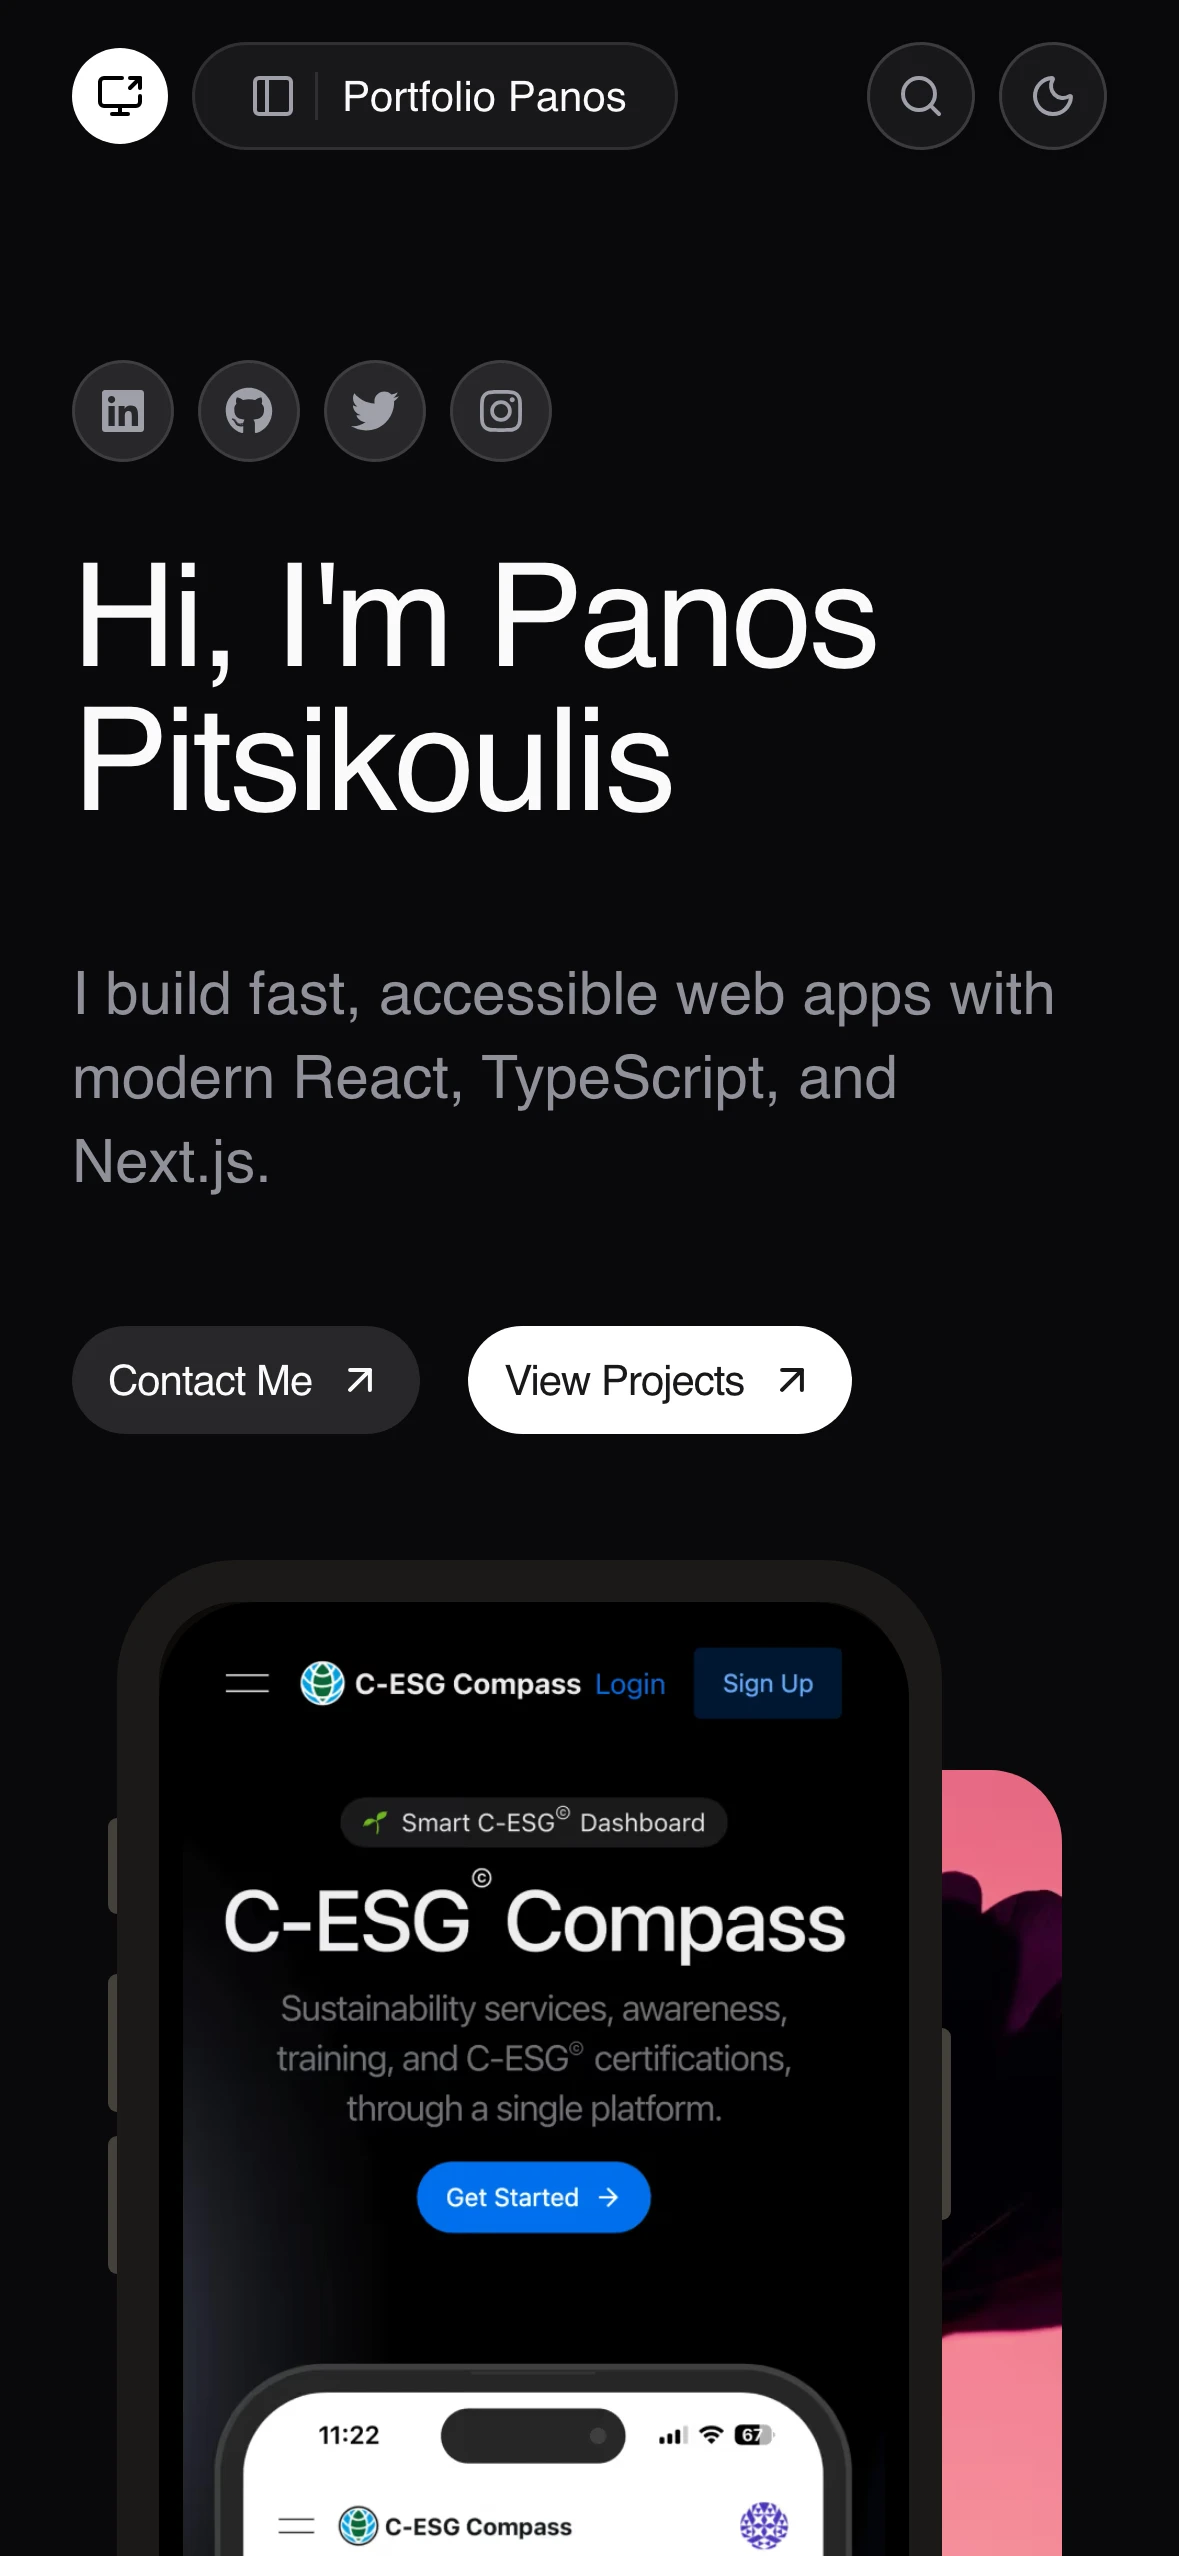 Portfolio Panos
Hi, I'm Panos
Pitsikoulis
I build fast, accessible web apps with
modern React, TypeScript, and
Next.js.
Contact Me
View Projects
C-ESG Compass Login Sign Up
Smart C-ESG© Dashboard
C-ESG© Compass
Sustainability services, awareness,
training, and C-ESG© certifications,
through a single platform.
Get Started
11:22 67
C-ESG Compass